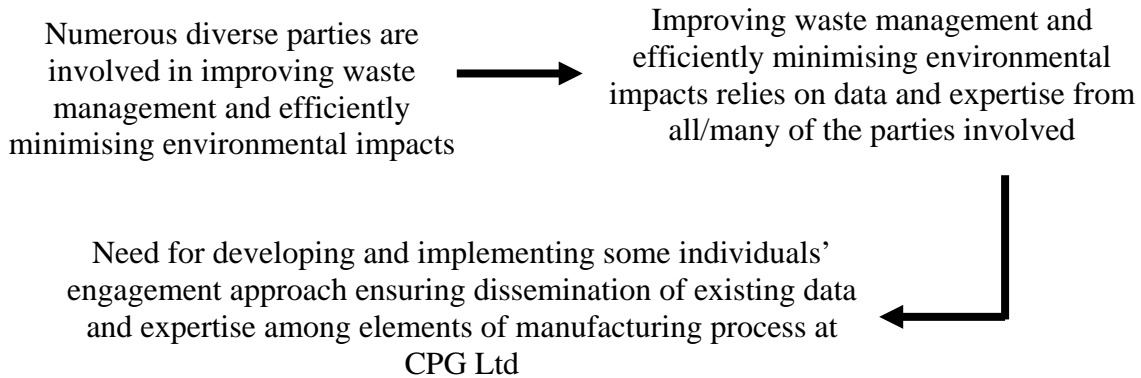 Numerous diverse parties are
involved in improving waste
management and efficiently
minimising environmental impacts
Improving waste management and
efficiently minimising environmental
impacts relies on data and expertise from
all/many of the parties involved
Need for developing and implementing some individuals’
engagement approach ensuring dissemination of existing data
and expertise among elements of manufacturing process at
CPG Ltd